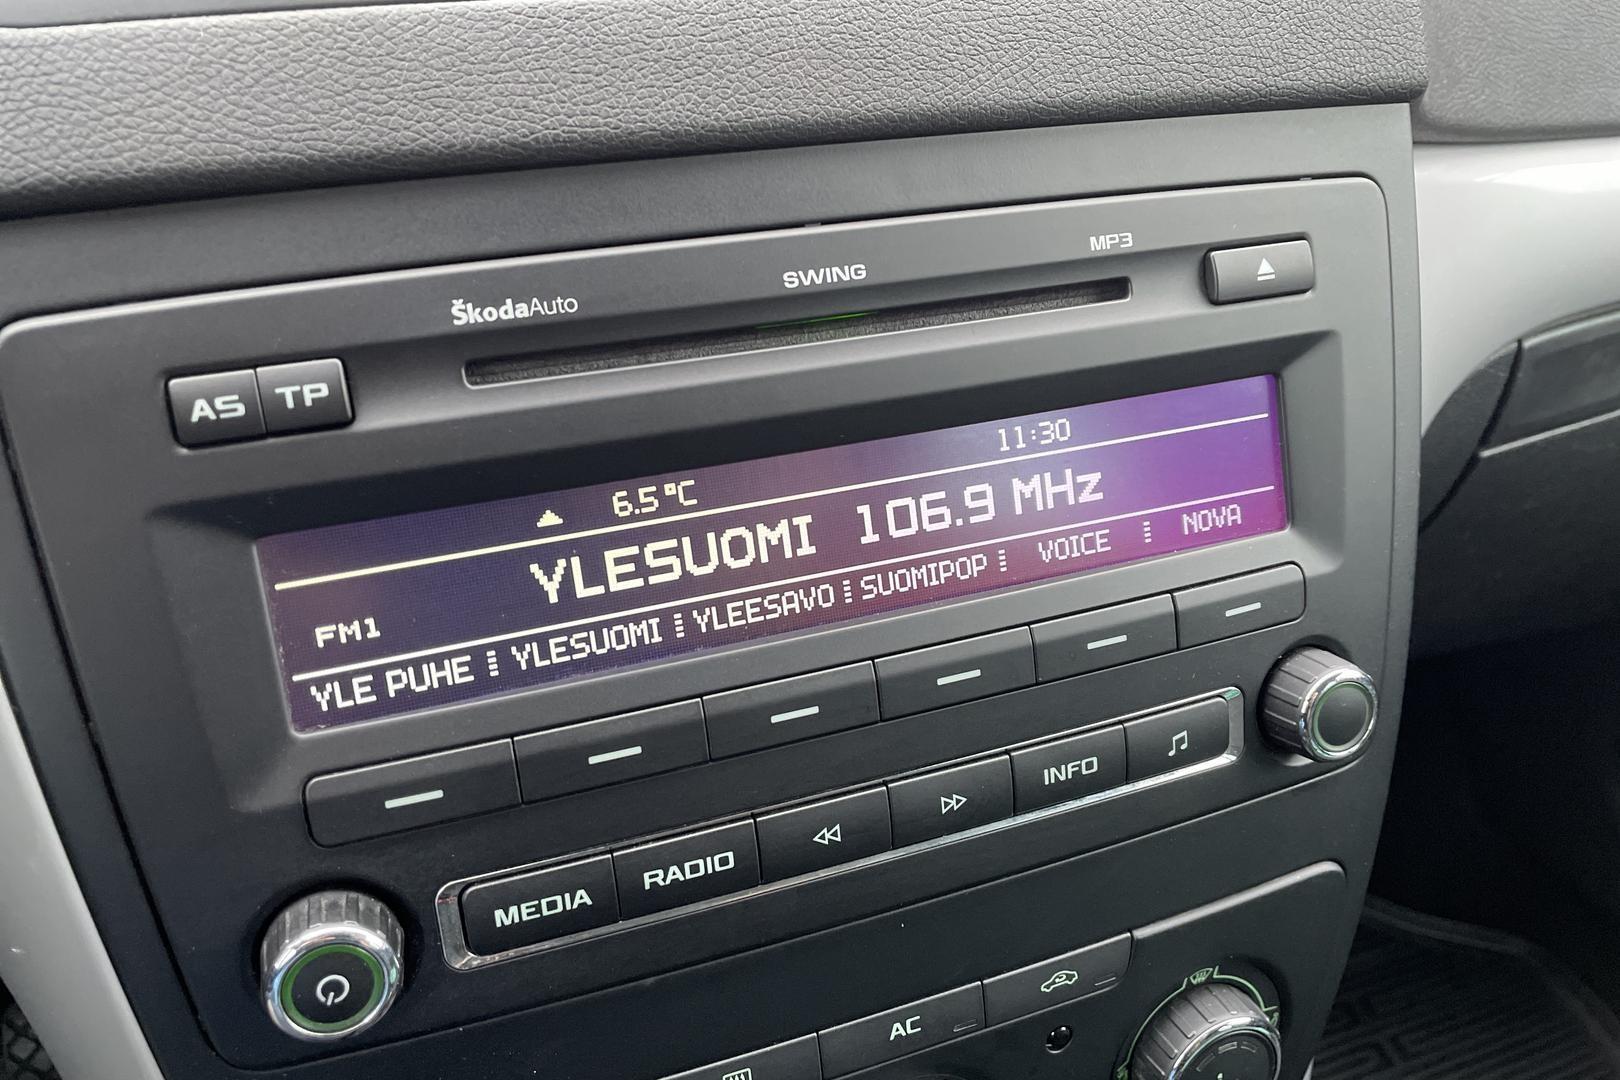 ŠkodaAuto
SWING
MP3
AS TP
6.5°C 11:30
FM1 YLESUOMI 106.9 MHz
YLE PUHE YLESUOMI YLEESAVO SUOMIPOP VOICE NOVA
MEDIA RADIO INFO
AC